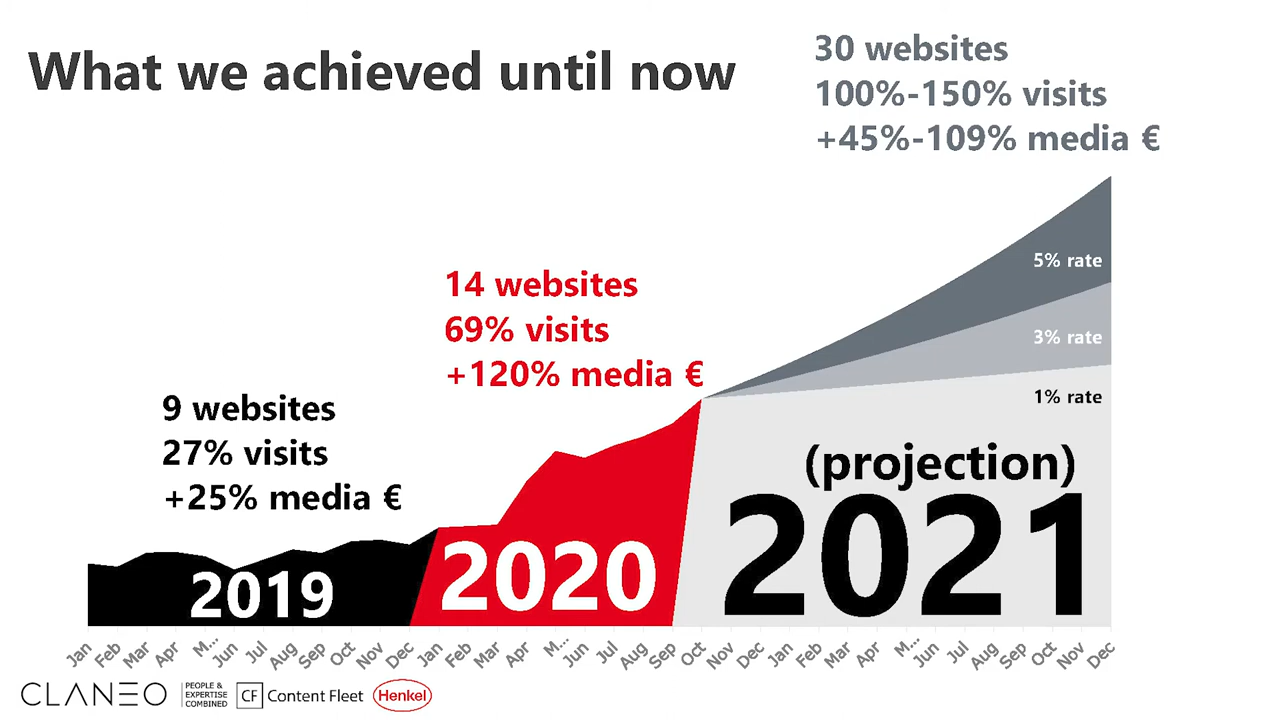 What we achieved until now
30 websites
100%-150% visits
+45%-109% media €
14 websites
69% visits
+120% media €
9 websites
27% visits
+25% media €
5% rate
3% rate
1% rate
(projection)
2019
2020
2021
Jan Feb Mar Apr M... Jun Jul Aug Sep Oct Nov Dec Jan Feb Mar Apr M... Jun Jul Aug Sep Oct Nov Dec Jan Feb Mar Apr M... Jun Jul Aug Sep Oct Nov Dec
CLANEO
PEOPLE &
EXPERTISE
COMBINED
CF Content Fleet
Henkel